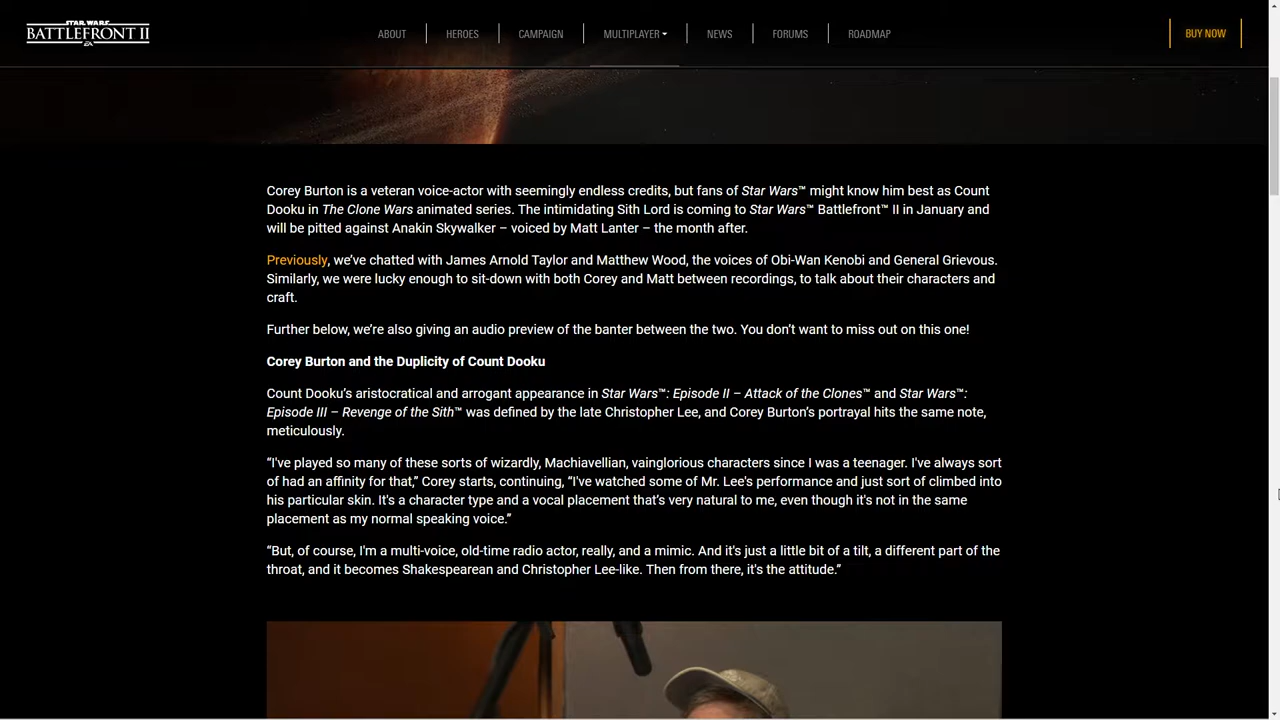 STAR WARS
BATTLEFRONT II
EA
ABOUT
HEROES
CAMPAIGN
MULTIPLAYER
NEWS
FORUMS
ROADMAP
BUY NOW
Corey Burton is a veteran voice-actor with seemingly endless credits, but fans of Star Wars™ might know him best as Count
Dooku in The Clone Wars animated series. The intimidating Sith Lord is coming to Star Wars™ Battlefront™ II in January and
will be pitted against Anakin Skywalker – voiced by Matt Lanter – the month after.
Previously, we’ve chatted with James Arnold Taylor and Matthew Wood, the voices of Obi-Wan Kenobi and General Grievous.
Similarly, we were lucky enough to sit-down with both Corey and Matt between recordings, to talk about their characters and
craft.
Further below, we’re also giving an audio preview of the banter between the two. You don’t want to miss out on this one!
Corey Burton and the Duplicity of Count Dooku
Count Dooku’s aristocratical and arrogant appearance in Star Wars™: Episode II – Attack of the Clones™ and Star Wars™:
Episode III – Revenge of the Sith™ was defined by the late Christopher Lee, and Corey Burton’s portrayal hits the same note,
meticulously.
“I've played so many of these sorts of wizardly, Machiavellian, vainglorious characters since I was a teenager. I've always sort
of had an affinity for that,” Corey starts, continuing, “I've watched some of Mr. Lee's performance and just sort of climbed into
his particular skin. It's a character type and a vocal placement that’s very natural to me, even though it's not in the same
placement as my normal speaking voice.”
“But, of course, I'm a multi-voice, old-time radio actor, really, and a mimic. And it's just a little bit of a tilt, a different part of the
throat, and it becomes Shakespearean and Christopher Lee-like. Then from there, it's the attitude.”